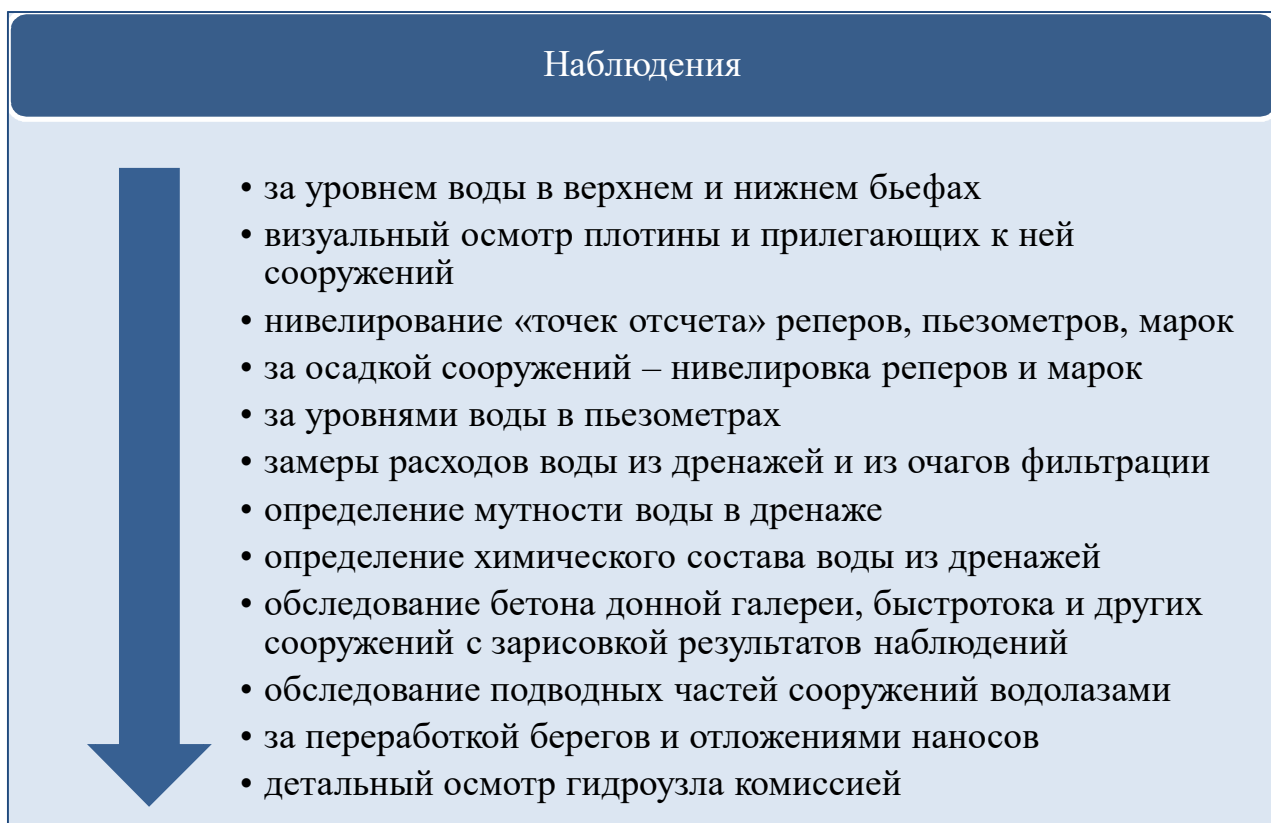 Наблюдения
• за уровнем воды в верхнем и нижнем бьефах
• визуальный осмотр плотины и прилегающих к ней
сооружений
• нивелирование «точек отсчета» реперов, пьезометров, марок
• за осадкой сооружений – нивелировка реперов и марок
• за уровнями воды в пьезометрах
• замеры расходов воды из дренажей и из очагов фильтрации
• определение мутности воды в дренаже
• определение химического состава воды из дренажей
• обследование бетона донной галереи, быстротока и других
сооружений с зарисовкой результатов наблюдений
• обследование подводных частей сооружений водолазами
• за переработкой берегов и отложениями наносов
• детальный осмотр гидроузла комиссией